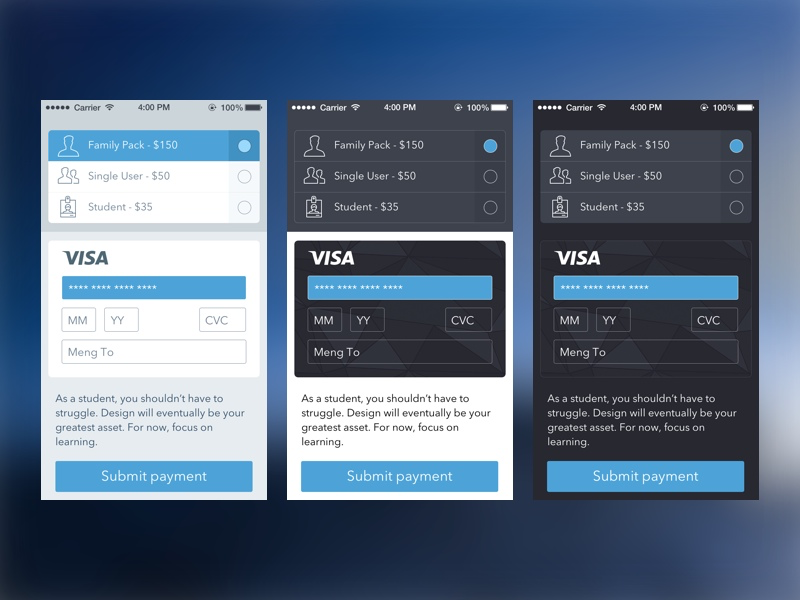 Carrier 4:00 PM 100%
Family Pack - $150
Single User - $50
Student - $35
VISA
**** **** **** ****
MM YY CVC
Meng To
As a student, you shouldn't have to
struggle. Design will eventually be your
greatest asset. For now, focus on
learning.
Submit payment
Carrier 4:00 PM 100%
Family Pack - $150
Single User - $50
Student - $35
VISA
**** **** **** ****
MM YY CVC
Meng To
As a student, you shouldn't have to
struggle. Design will eventually be your
greatest asset. For now, focus on
learning.
Submit payment
Carrier 4:00 PM 100%
Family Pack - $150
Single User - $50
Student - $35
VISA
**** **** **** ****
MM YY CVC
Meng To
As a student, you shouldn't have to
struggle. Design will eventually be your
greatest asset. For now, focus on
learning.
Submit payment